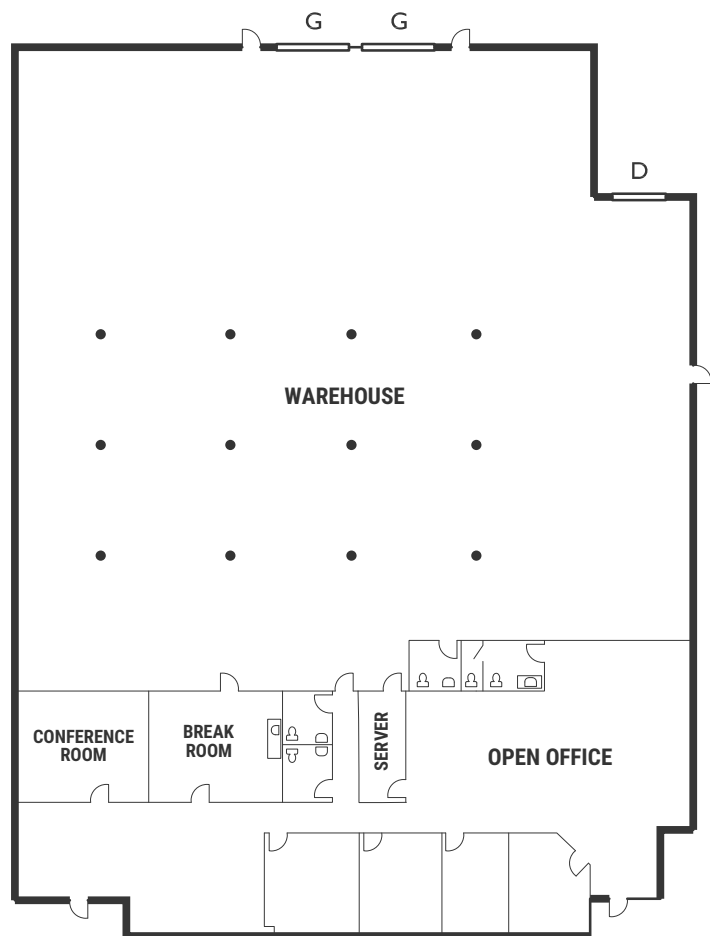 G G
D
WAREHOUSE
CONFERENCE
ROOM
BREAK
ROOM
SERVER
OPEN OFFICE